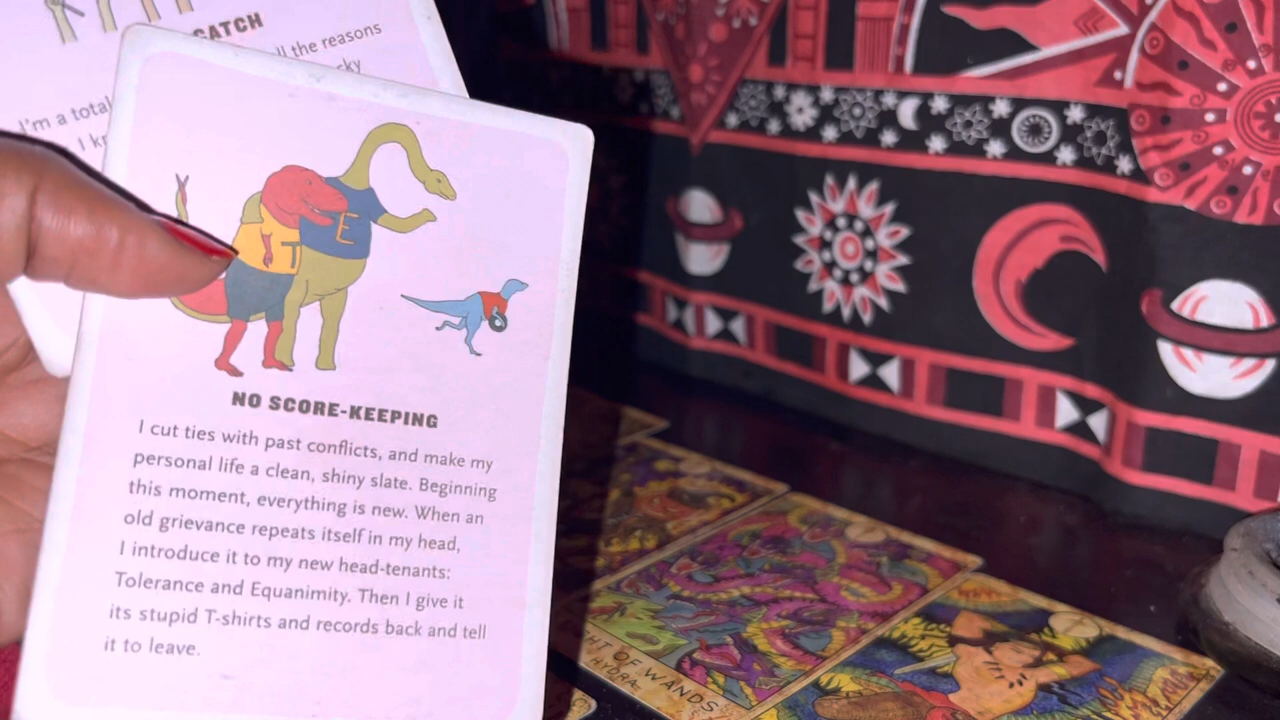 CATCH
ll the reasons
cky
I'm a total
I kr
E
T
NO SCORE-KEEPING
I cut ties with past conflicts, and make my
personal life a clean, shiny slate. Beginning
this moment, everything is new. When an
old grievance repeats itself in my head,
I introduce it to my new head-tenants:
Tolerance and Equanimity. Then I give it
its stupid T-shirts and records back and tell
it to leave.
HT OF WANDS
HYDRA